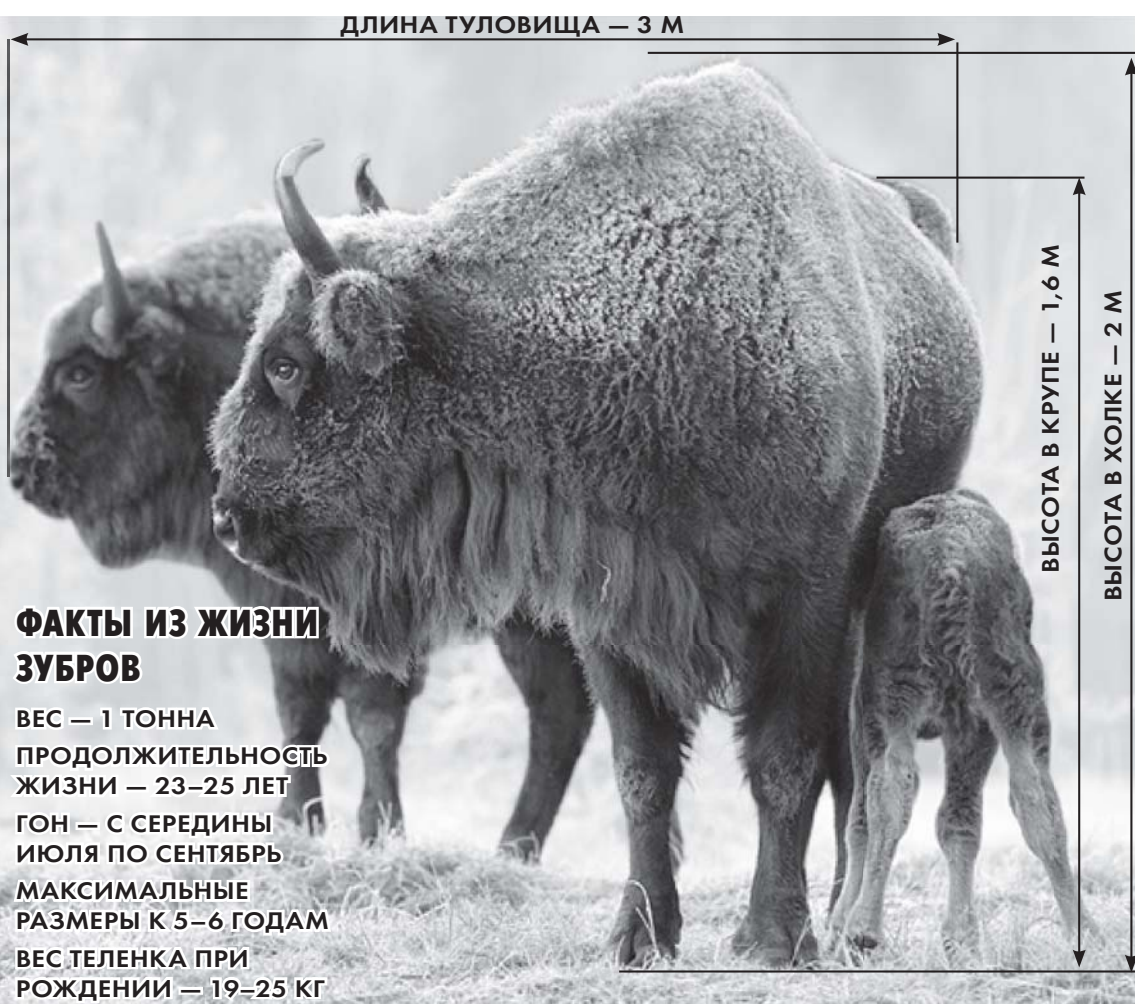 ДЛИНА ТУЛОВИЩА — 3 М
ВЫСОТА В КРУПЕ — 1,6 М
ВЫСОТА В ХОЛКЕ — 2 М
ФАКТЫ ИЗ ЖИЗНИ
ЗУБРОВ
ВЕС — 1 ТОННА
ПРОДОЛЖИТЕЛЬНОСТЬ
ЖИЗНИ — 23–25 ЛЕТ
ГОН — С СЕРЕДИНЫ
ИЮЛЯ ПО СЕНТЯБРЬ
МАКСИМАЛЬНЫЕ
РАЗМЕРЫ К 5–6 ГОДАМ
ВЕС ТЕЛЕНКА ПРИ
РОЖДЕНИИ — 19–25 КГ